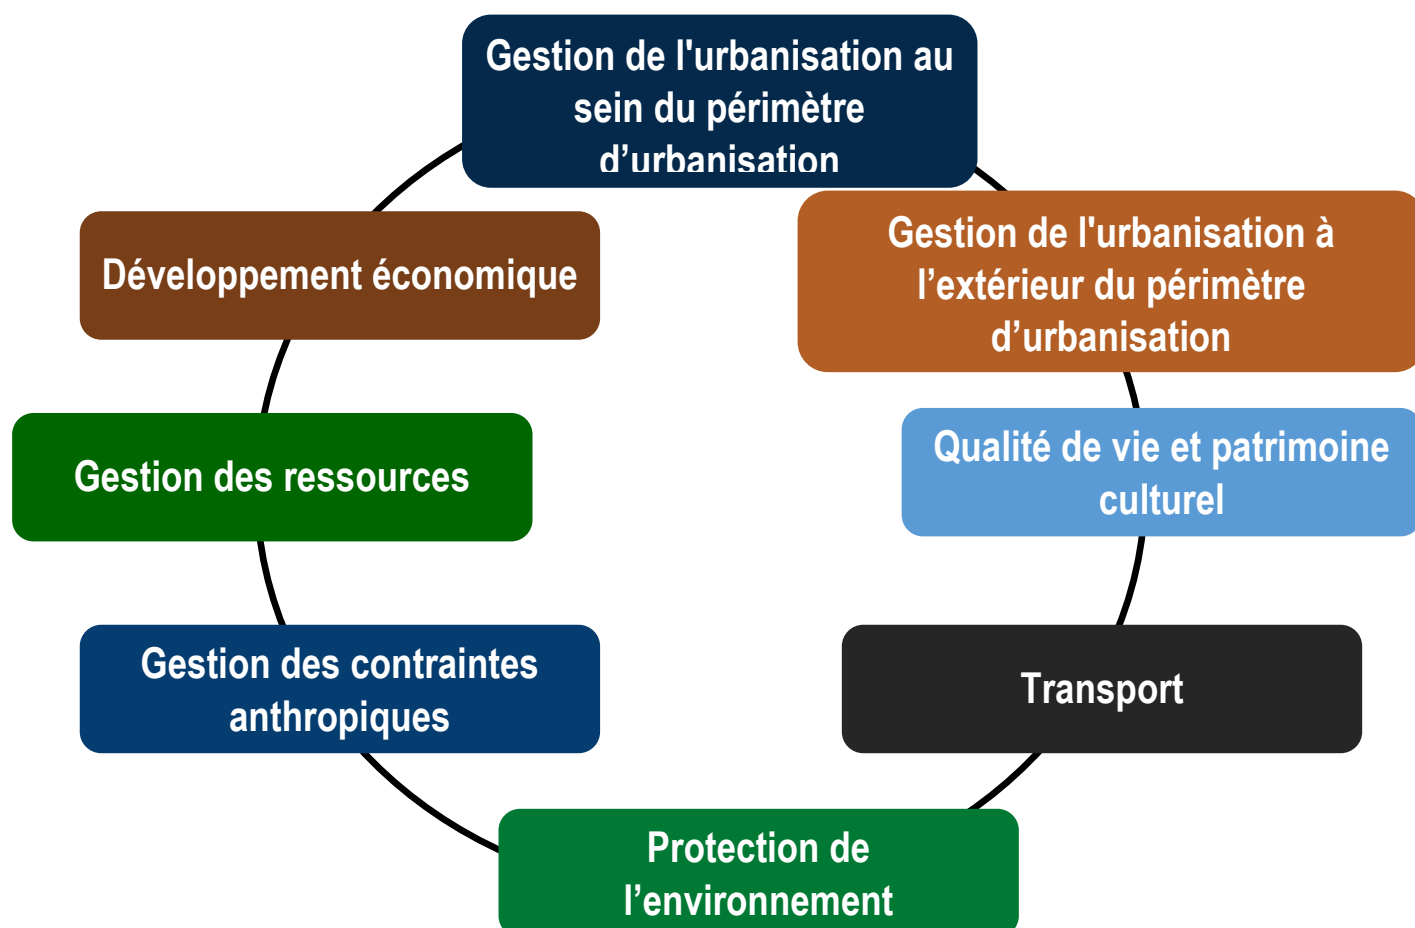 Gestion de l'urbanisation au
sein du périmètre
d’urbanisation
Gestion de l'urbanisation à
l’extérieur du périmètre
d’urbanisation
Qualité de vie et patrimoine
culturel
Transport
Protection de
l’environnement
Gestion des contraintes
anthropiques
Gestion des ressources
Développement économique